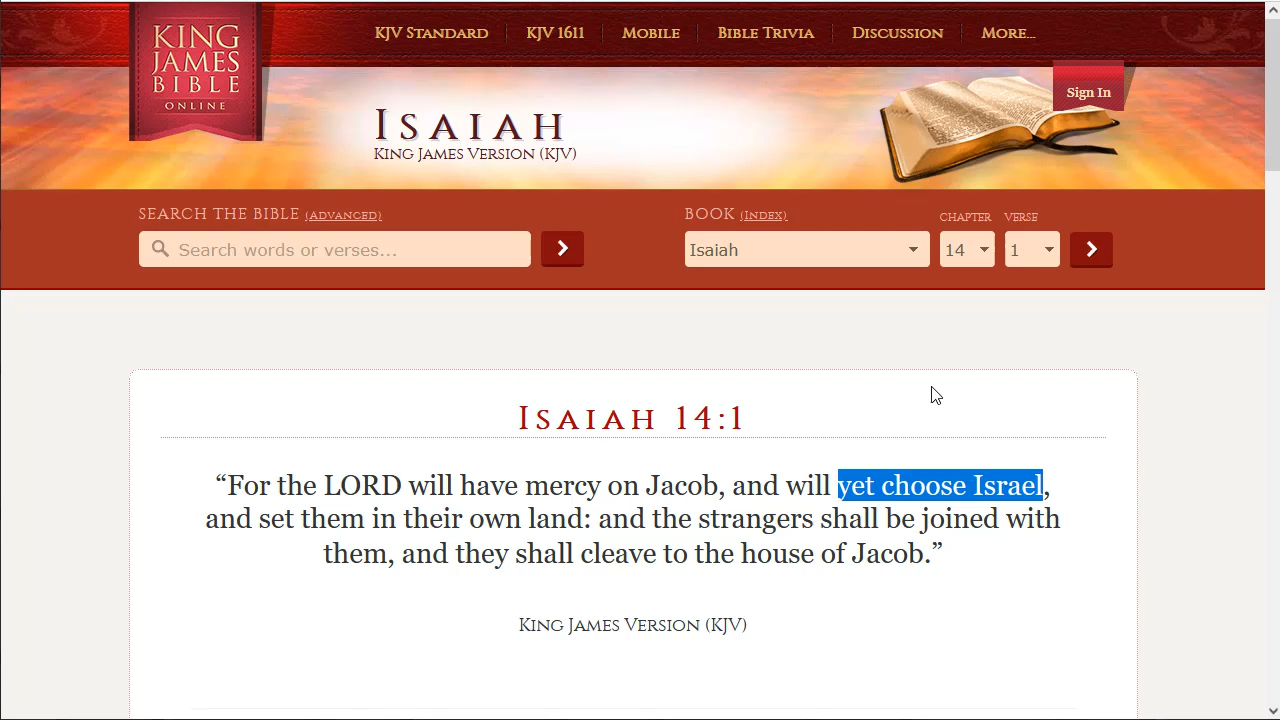 KING
JAMES
BIBLE
ONLINE
KJV Standard
KJV 1611
Mobile
Bible Trivia
Discussion
More...
Sign In
Isaiah
King James Version (KJV)
SEARCH THE BIBLE (Advanced)
Search words or verses...
BOOK (Index)
Isaiah
CHAPTER
14
VERSE
1
Isaiah 14:1
“For the LORD will have mercy on Jacob, and will yet choose Israel,
and set them in their own land: and the strangers shall be joined with
them, and they shall cleave to the house of Jacob.”
King James Version (KJV)